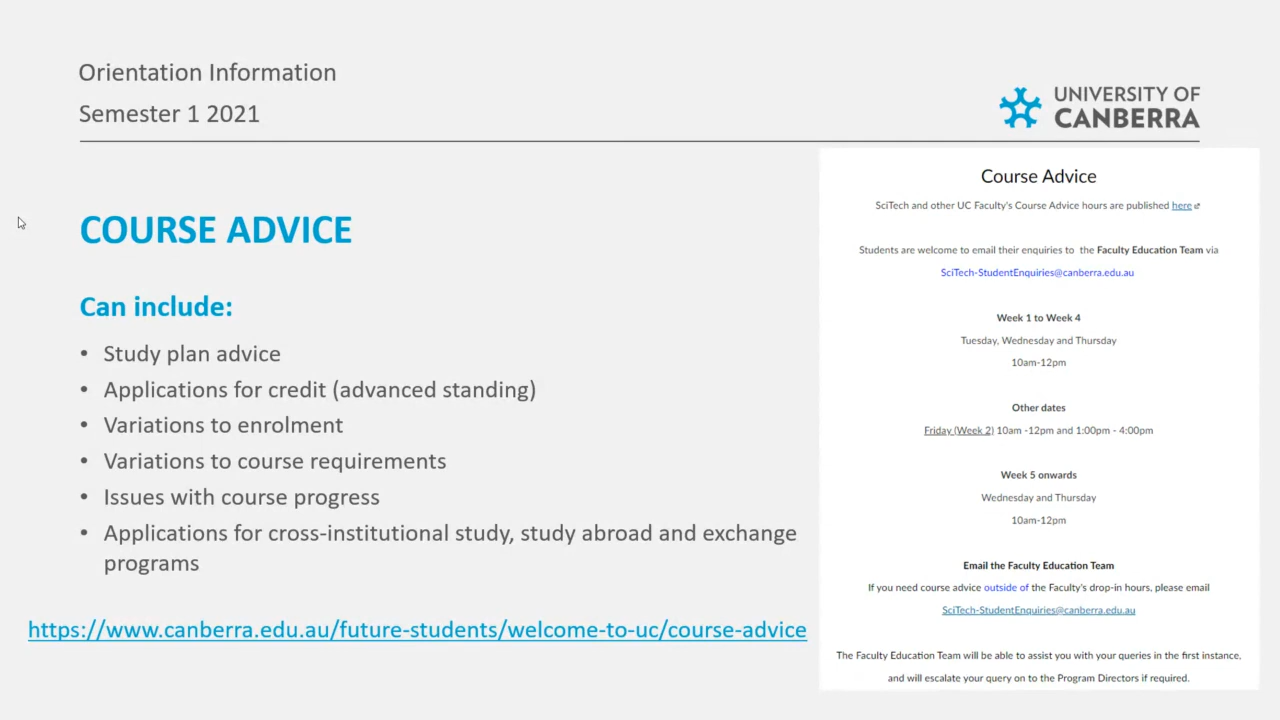 Orientation Information
Semester 1 2021
UNIVERSITY OF
CANBERRA
COURSE ADVICE
Can include:
• Study plan advice
• Applications for credit (advanced standing)
• Variations to enrolment
• Variations to course requirements
• Issues with course progress
• Applications for cross-institutional study, study abroad and exchange
programs
https://www.canberra.edu.au/future-students/welcome-to-uc/course-advice
Course Advice
SciTech and other UC Faculty's Course Advice hours are published here
Students are welcome to email their enquiries to the Faculty Education Team via
SciTech-StudentEnquiries@canberra.edu.au
Week 1 to Week 4
Tuesday, Wednesday and Thursday
10am-12pm
Other dates
Friday (Week 2) 10am -12pm and 1:00pm - 4:00pm
Week 5 onwards
Wednesday and Thursday
10am-12pm
Email the Faculty Education Team
If you need course advice outside of the Faculty's drop-in hours, please email
SciTech-StudentEnquiries@canberra.edu.au
The Faculty Education Team will be able to assist you with your queries in the first instance,
and will escalate your query on to the Program Directors if required.